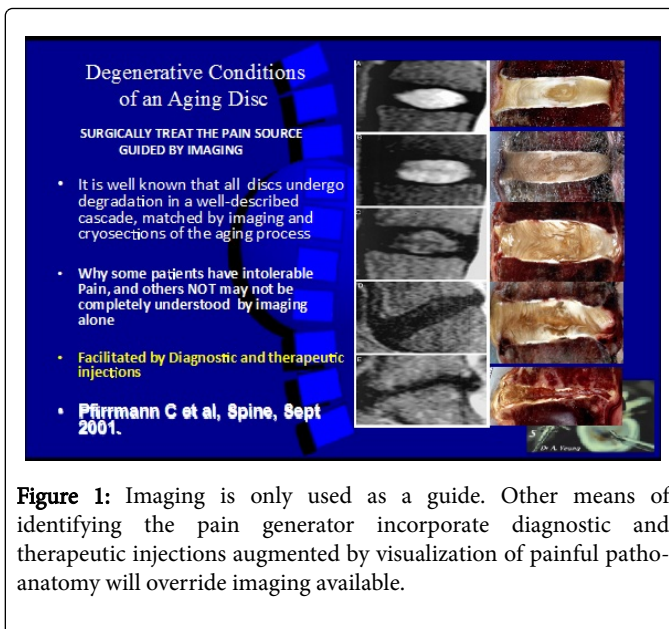 Degenerative Conditions
of an Aging Disc
SURGICALLY TREAT THE PAIN SOURCE
GUIDED BY IMAGING
• It is well known that all discs undergo
degradation in a well-described
cascade, matched by imaging and
cryosections of the aging process
• Why some patients have intolerable
Pain, and others NOT may not be
completely understood by imaging
alone
• Facilitated by Diagnostic and therapeutic
injections
• Pfirrmann C et al, Spine, Sept
2001.
A
B
D
E
S
Dr A. Yeung
Figure 1: Imaging is only used as a guide. Other means of
identifying the pain generator incorporate diagnostic and
therapeutic injections augmented by visualization of painful patho-
anatomy will override imaging available.